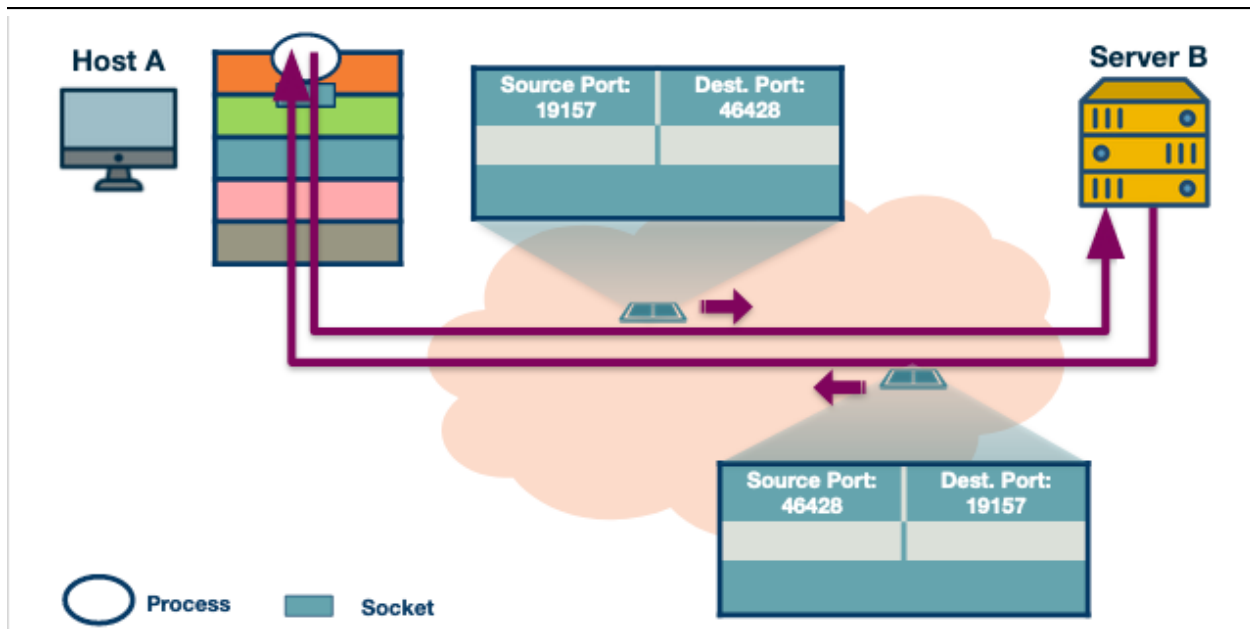 Host A
Server B
Source Port:
19157
Dest. Port:
46428
Source Port:
46428
Dest. Port:
19157
Process
Socket